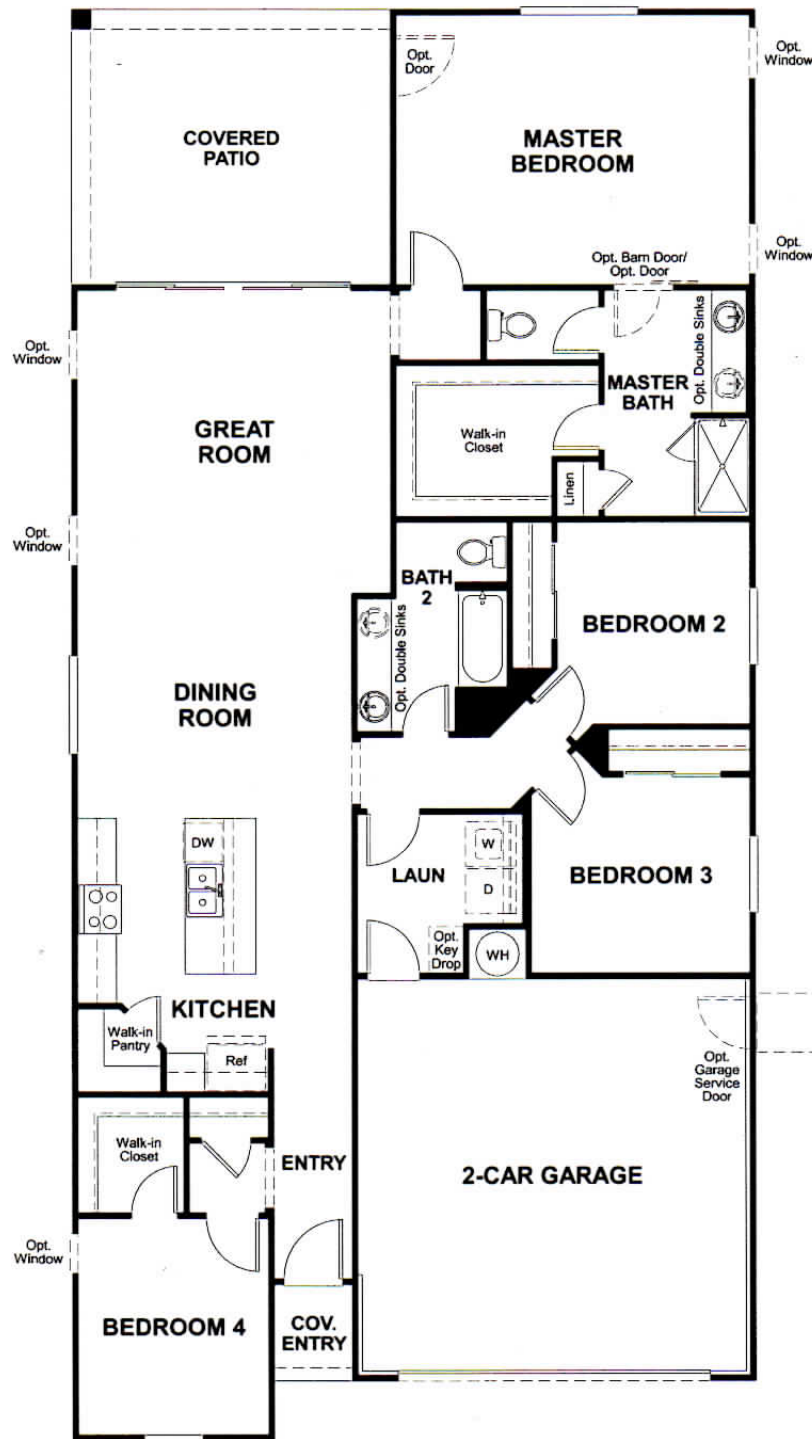 Opt.
Door
Opt.
Window
COVERED
PATIO
MASTER
BEDROOM
Opt.
Window
Opt. Barn Door/
Opt. Door
Opt. Double Sinks
Opt.
Window
MASTER
BATH
GREAT
ROOM
Walk-in
Closet
Linen
Opt.
Window
BATH
2
BEDROOM 2
Opt. Double Sinks
DINING
ROOM
DW
W
LAUN
D
BEDROOM 3
Opt.
Key
Drop
WH
KITCHEN
Walk-in
Pantry
Ref
Opt.
Garage
Service
Door
Walk-in
Closet
ENTRY
2-CAR GARAGE
Opt.
Window
BEDROOM 4
COV.
ENTRY